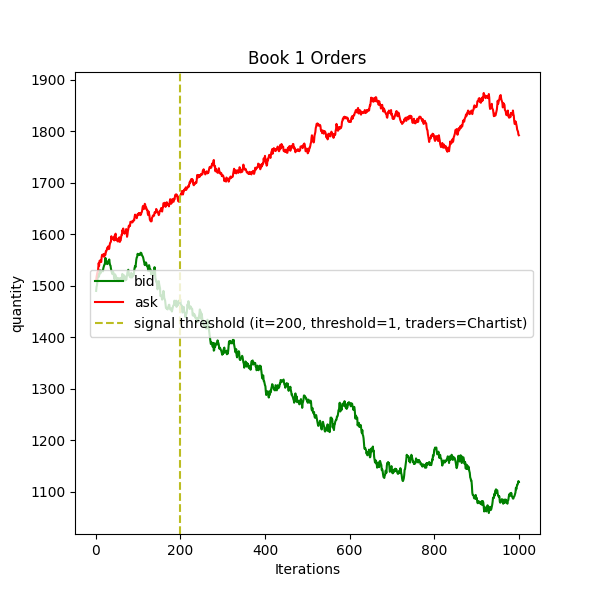 Book 1 Orders
1900
1800
1700
1600
1500
1400
1300
1200
1100
quantity
bid
ask
signal threshold (it=200, threshold=1, traders=Chartist)
0 200 400 600 800 1000
Iterations